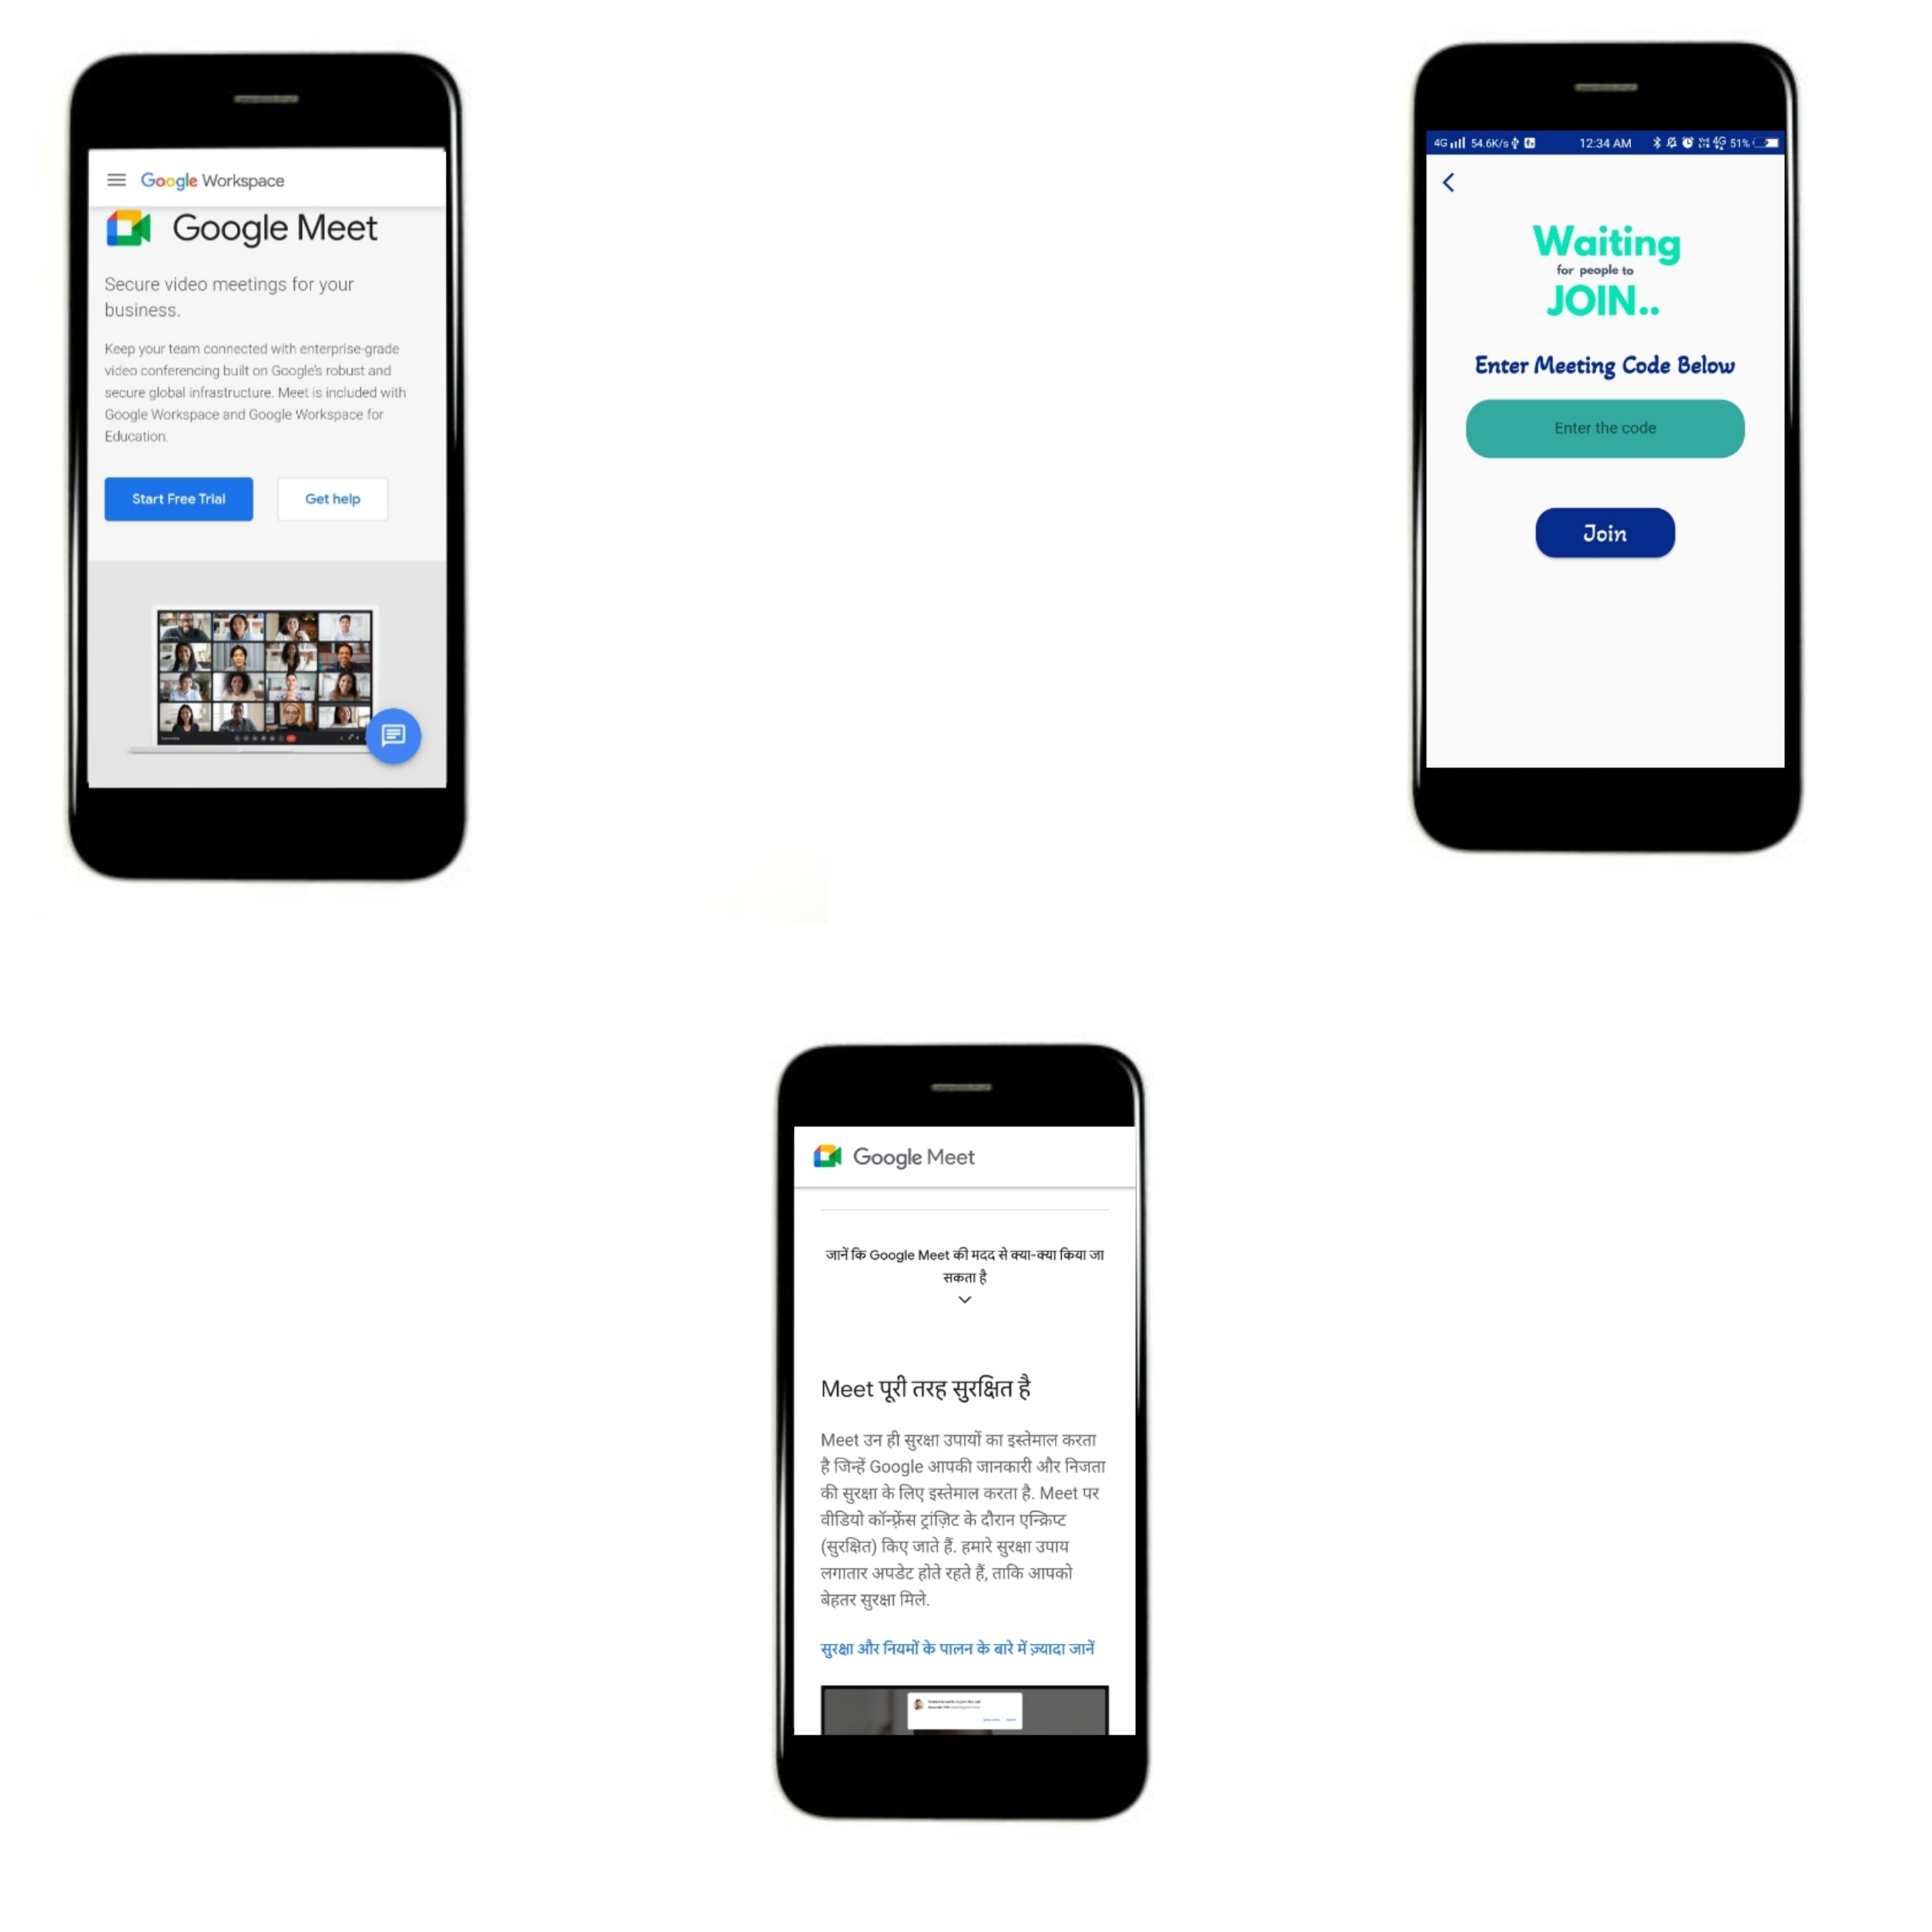 Google Workspace
Google Meet
Secure video meetings for your
business.
Keep your team connected with enterprise-grade
video conferencing built on Google's robust and
secure global infrastructure. Meet is included with
Google Workspace and Google Workspace for
Education.
Start Free Trial
Get help
4G 54.6K/s 12:34 AM 4G 51%
Waiting
for people to
JOIN..
Enter Meeting Code Below
Enter the code
Join
Google Meet
जानें कि Google Meet की मदद से क्या-क्या किया जा
सकता है
Meet पूरी तरह सुरक्षित है
Meet उन ही सुरक्षा उपायों का इस्तेमाल करता
है जिन्हें Google आपकी जानकारी और निजता
की सुरक्षा के लिए इस्तेमाल करता है. Meet पर
वीडियो कॉन्फ़्रेंस ट्रांज़िट के दौरान एन्क्रिप्ट
(सुरक्षित) किए जाते हैं. हमारे सुरक्षा उपाय
लगातार अपडेट होते रहते हैं, ताकि आपको
बेहतर सुरक्षा मिले.
सुरक्षा और नियमों के पालन के बारे में ज़्यादा जानें